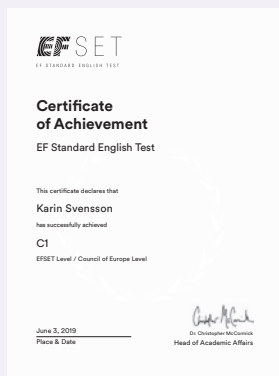 EF SET
EF STANDARD ENGLISH TEST
Certificate
of Achievement
EF Standard English Test
This certificate declares that
Karin Svensson
has successfully achieved
C1
EFSET Level / Council of Europe Level
June 3, 2019
Place & Date
Dr. Christopher McCormick
Head of Academic Affairs